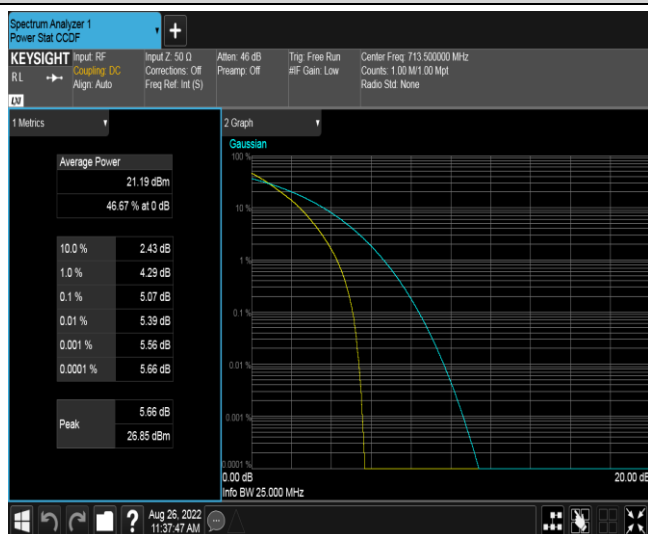 Spectrum Analyzer 1
Power Stat CCDF
+
KEYSIGHT
RL
LXI
Input: RF
Coupling: DC
Align: Auto
Input Z: 50 Ω
Corrections: Off
Freq Ref: Int (S)
Atten: 46 dB
Preamp: Off
Trig: Free Run
#IF Gain: Low
Center Freq: 713.500000 MHz
Counts: 1.00 M/1.00 Mpt
Radio Std: None
1 Metrics
Average Power
21.19 dBm
46.67 % at 0 dB
10.0 % 2.43 dB
1.0 % 4.29 dB
0.1 % 5.07 dB
0.01 % 5.39 dB
0.001 % 5.56 dB
0.0001 % 5.66 dB
Peak 5.66 dB
26.85 dBm
2 Graph
Gaussian
100 %
10 %
1 %
0.1 %
0.01 %
0.001 %
0.0001 %
0.00 dB 20.00 dB
Info BW 25.000 MHz
? Aug 26, 2022
11:37:47 AM